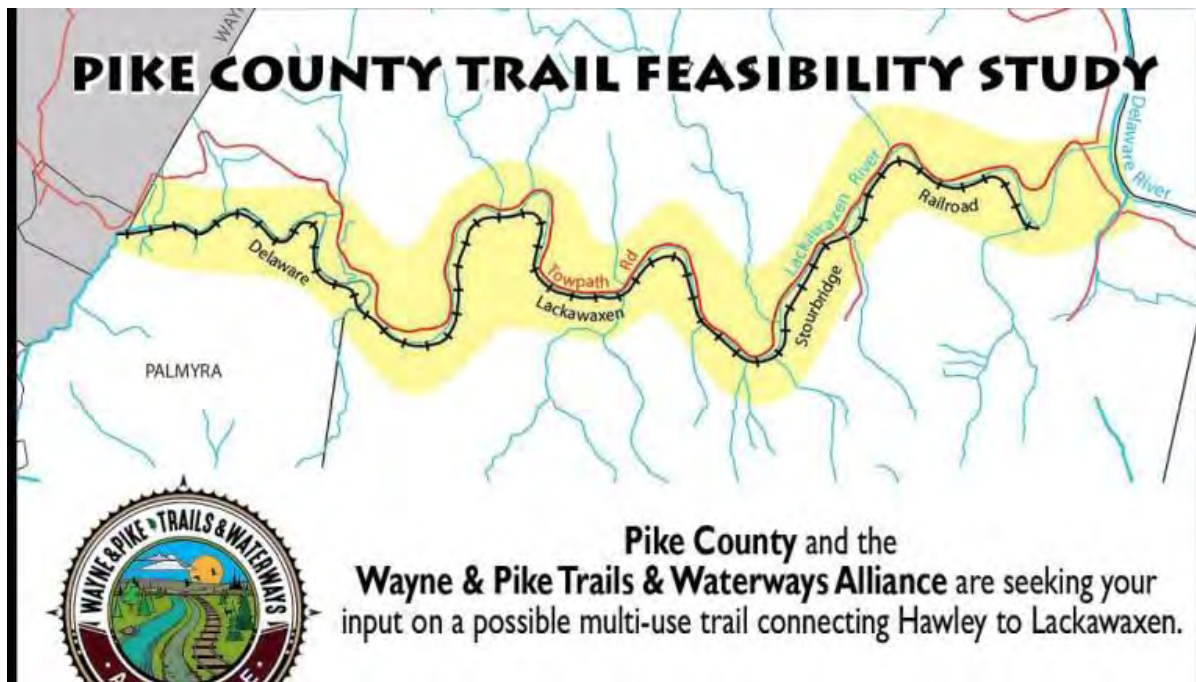 WAYN
PIKE COUNTY TRAIL FEASIBILITY STUDY
Delaware River
Lackawaxen River
Railroad
Delaware
Towpath Rd
Lackawaxen
Stourbridge
PALMYRA
WAYNE & PIKE TRAILS & WATERWAYS
Pike County and the
Wayne & Pike Trails & Waterways Alliance are seeking your
input on a possible multi-use trail connecting Hawley to Lackawaxen.